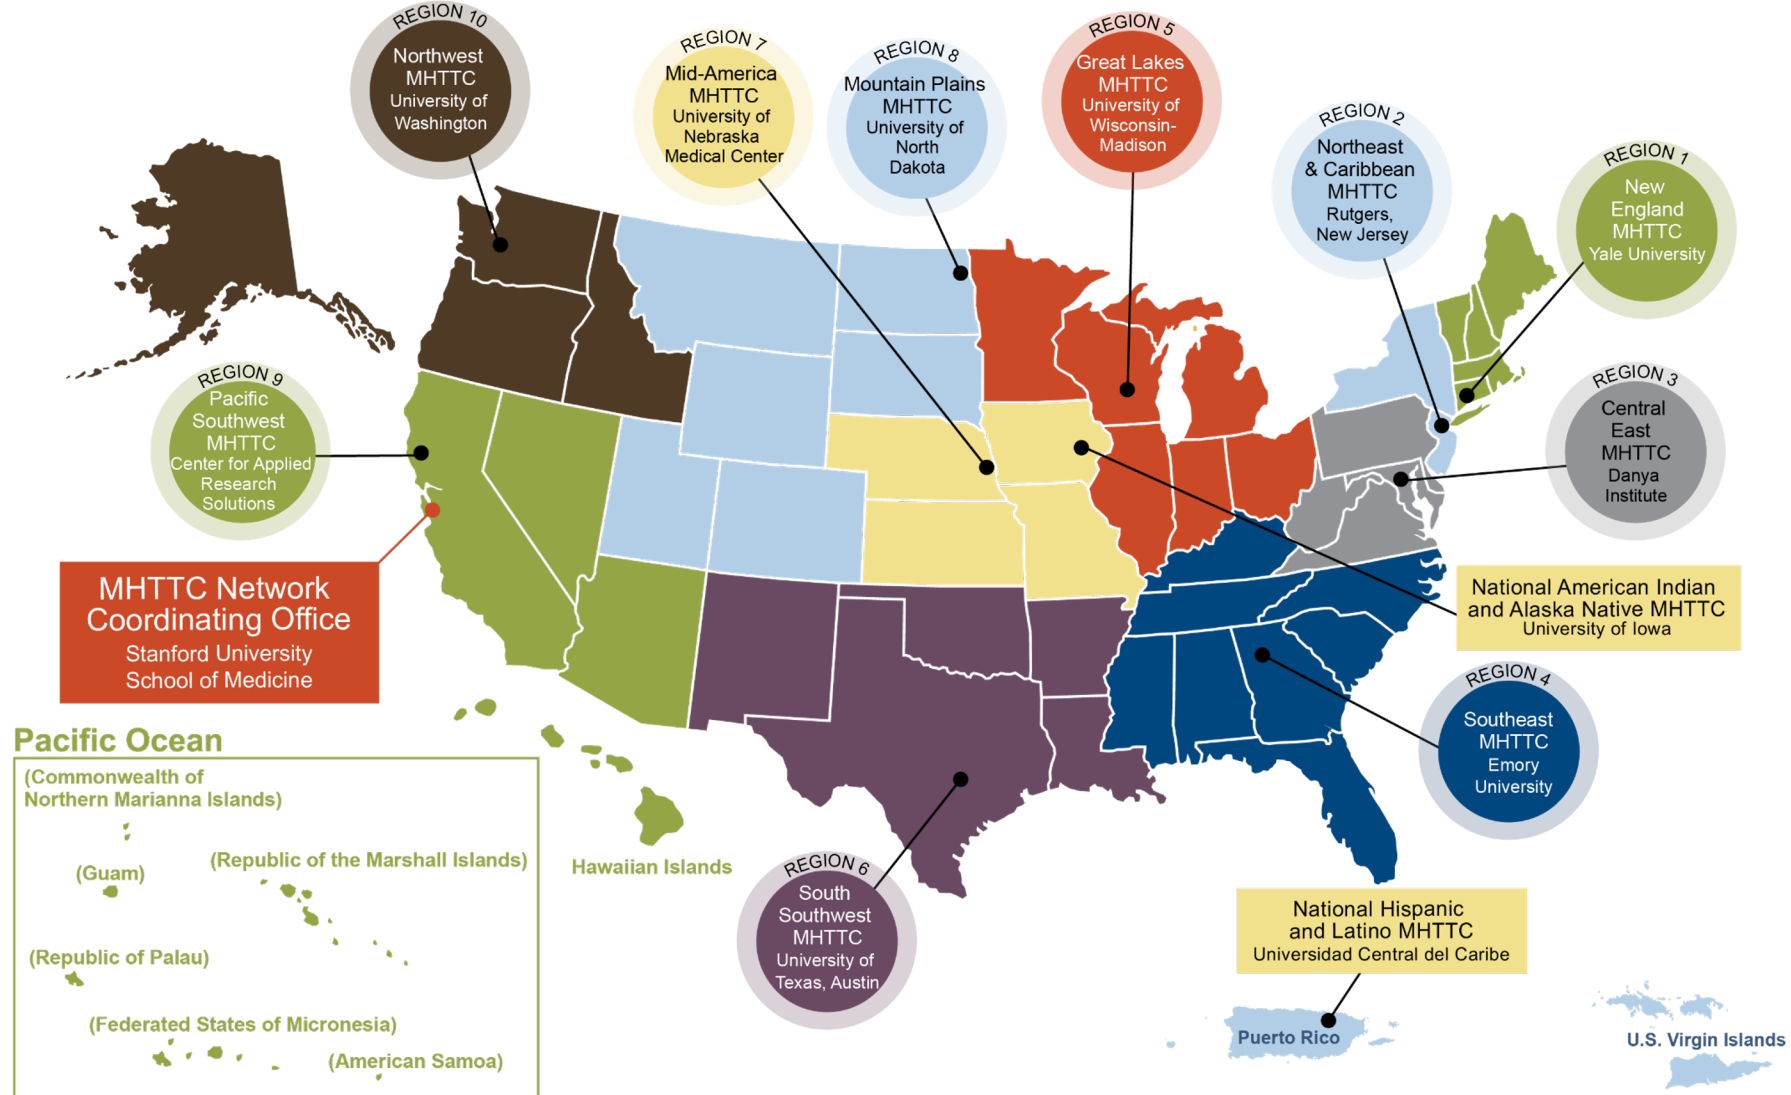 REGION 10
Northwest
MHTTC
University of
Washington
REGION 7
Mid-America
MHTTC
University of
Nebraska
Medical Center
REGION 8
Mountain Plains
MHTTC
University of
North
Dakota
REGION 5
Great Lakes
MHTTC
University of
Wisconsin-
Madison
REGION 2
Northeast
& Caribbean
MHTTC
Rutgers,
New Jersey
REGION 1
New
England
MHTTC
Yale University
REGION 9
Pacific
Southwest
MHTTC
Center for Applied
Research
Solutions
REGION 3
Central
East
MHTTC
Danya
Institute
MHTTC Network
Coordinating Office
Stanford University
School of Medicine
National American Indian
and Alaska Native MHTTC
University of Iowa
REGION 4
Southeast
MHTTC
Emory
University
Pacific Ocean
(Commonwealth of
Northern Marianna Islands)
(Guam)
(Republic of the Marshall Islands)
(Republic of Palau)
(Federated States of Micronesia)
(American Samoa)
Hawaiian Islands
REGION 6
South
Southwest
MHTTC
University of
Texas, Austin
National Hispanic
and Latino MHTTC
Universidad Central del Caribe
Puerto Rico
U.S. Virgin Islands